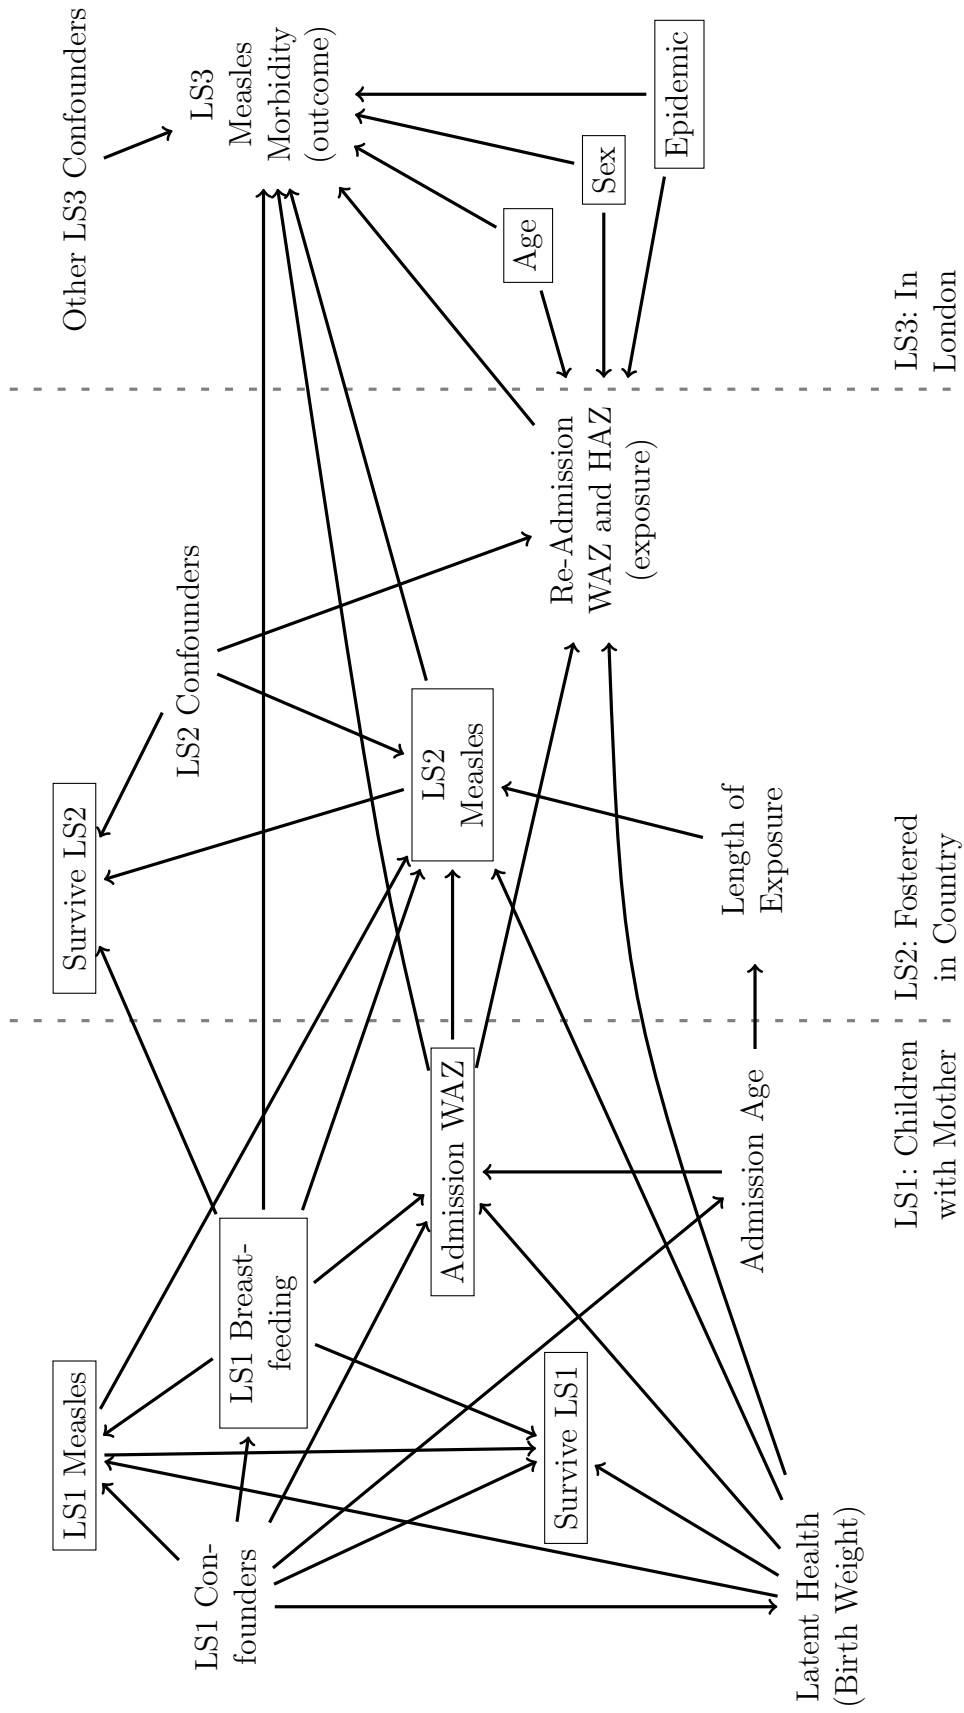 LS1 Measles
Survive LS2
Other LS3 Confounders
LS1 Con-
founders
LS1 Breast-
feeding
LS2 Confounders
LS3
Measles
Morbidity
(outcome)
Admission WAZ
LS2
Measles
Age
Survive LS1
Re-Admission
WAZ and HAZ
(exposure)
Sex
Epidemic
Latent Health
(Birth Weight)
Admission Age
Length of
Exposure
LS1: Children
with Mother
LS2: Fostered
in Country
LS3: In
London